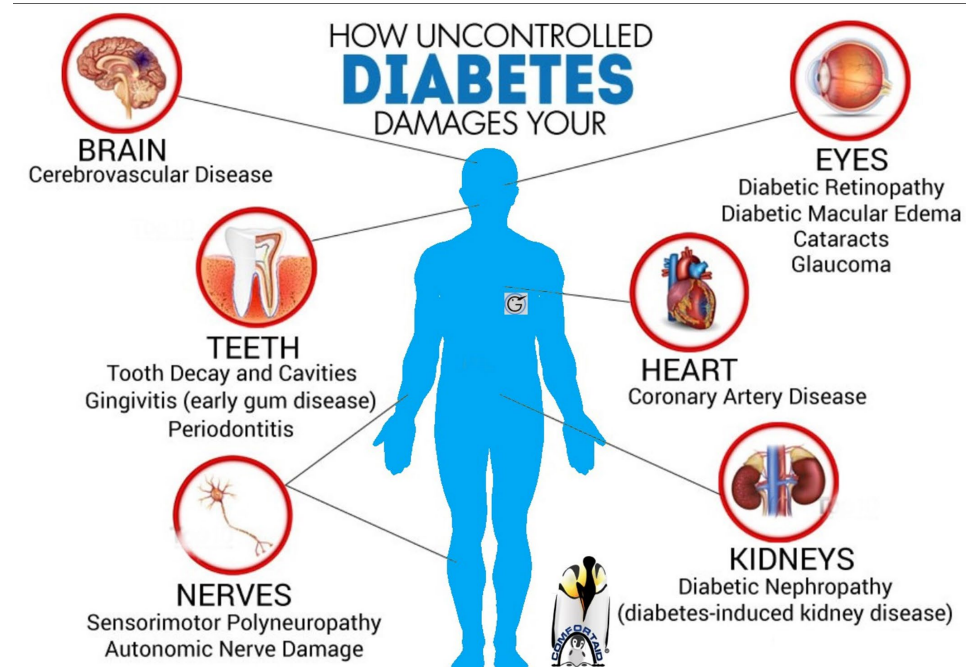 HOW UNCONTROLLED
DIABETES
DAMAGES YOUR
BRAIN
Cerebrovascular Disease
EYES
Diabetic Retinopathy
Diabetic Macular Edema
Cataracts
Glaucoma
TEETH
Tooth Decay and Cavities
Gingivitis (early gum disease)
Periodontitis
HEART
Coronary Artery Disease
NERVES
Sensorimotor Polyneuropathy
Autonomic Nerve Damage
KIDNEYS
Diabetic Nephropathy
(diabetes-induced kidney disease)
G
COMFORTAID